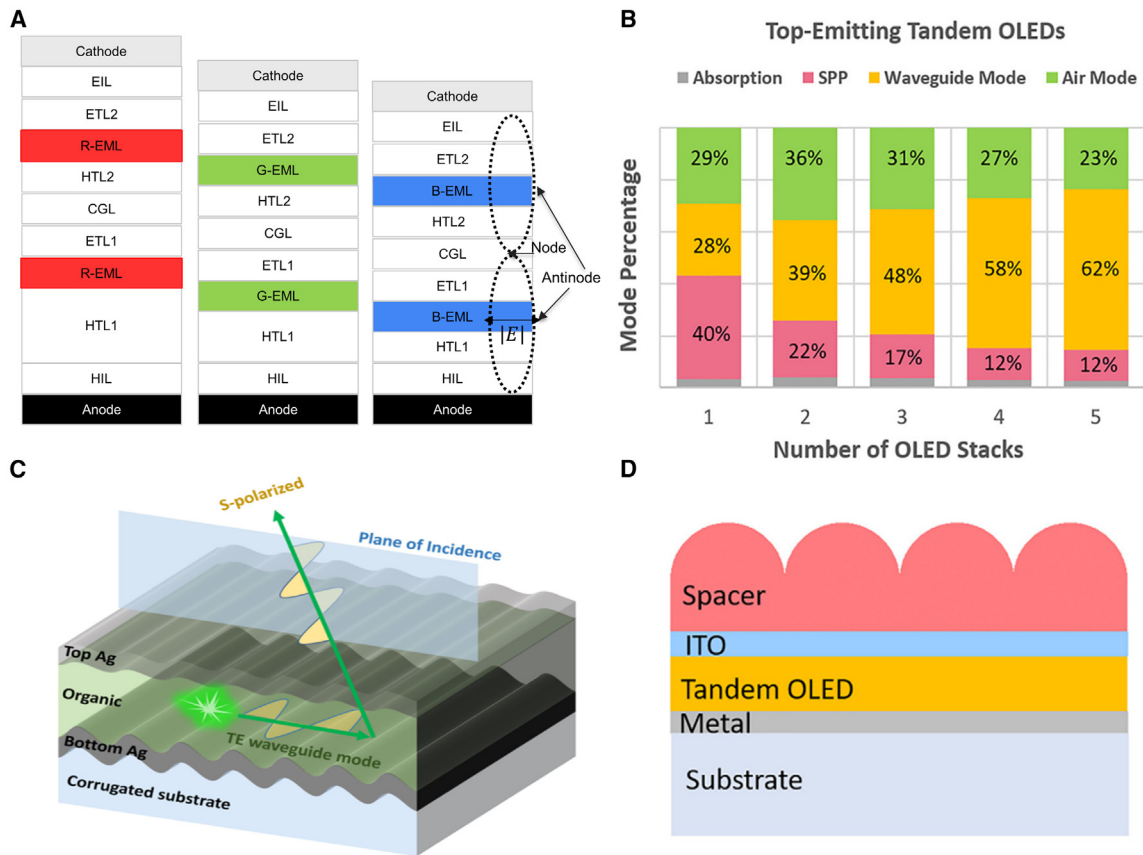 A
Cathode
EIL
ETL2
R-EML
HTL2
CGL
ETL1
R-EML
HTL1
HIL
Anode
Cathode
EIL
ETL2
G-EML
HTL2
CGL
ETL1
G-EML
HTL1
HIL
Anode
Cathode
EIL
ETL2
B-EML
HTL2
CGL
ETL1
B-EML
HTL1
HIL
Anode
Node
Antinode
|E|
B
Top-Emitting Tandem OLEDs
Absorption SPP Waveguide Mode Air Mode
Mode Percentage
29% 36% 31% 27% 23%
28% 39% 48% 58% 62%
40% 22% 17% 12% 12%
1 2 3 4 5
Number of OLED Stacks
C
S-polarized
Plane of Incidence
Top Ag
Organic
TE waveguide mode
Bottom Ag
Corrugated substrate
D
Spacer
ITO
Tandem OLED
Metal
Substrate